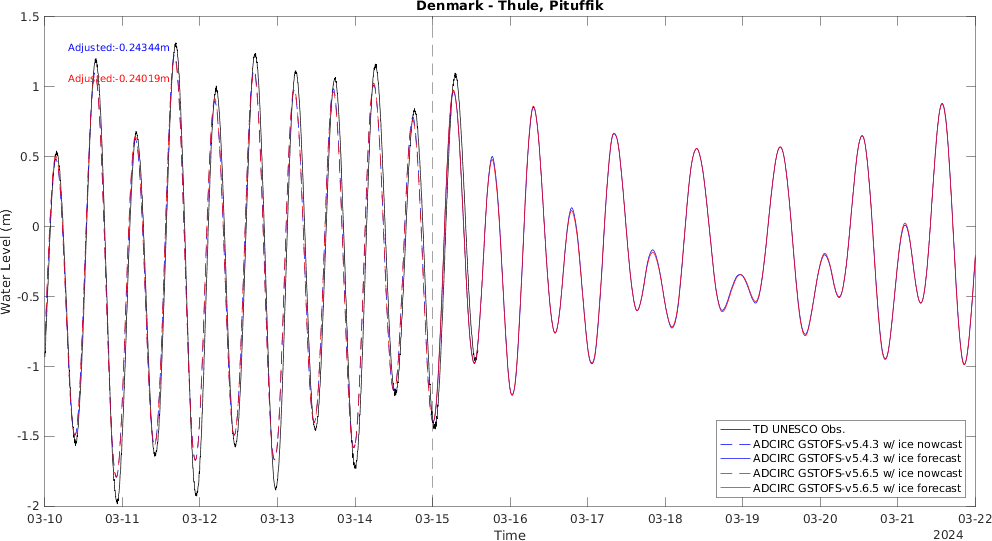 Denmark - Thule, Pituffik
Water Level (m)
1.5
1
0.5
0
-0.5
-1
-1.5
-2
Adjusted:-0.24344m
Adjusted:-0.24019m
TD UNESCO Obs.
ADCIRC GSTOFS-v5.4.3 w/ ice nowcast
ADCIRC GSTOFS-v5.4.3 w/ ice forecast
ADCIRC GSTOFS-v5.6.5 w/ ice nowcast
ADCIRC GSTOFS-v5.6.5 w/ ice forecast
03-10 03-11 03-12 03-13 03-14 03-15 03-16 03-17 03-18 03-19 03-20 03-21 03-22
Time
2024